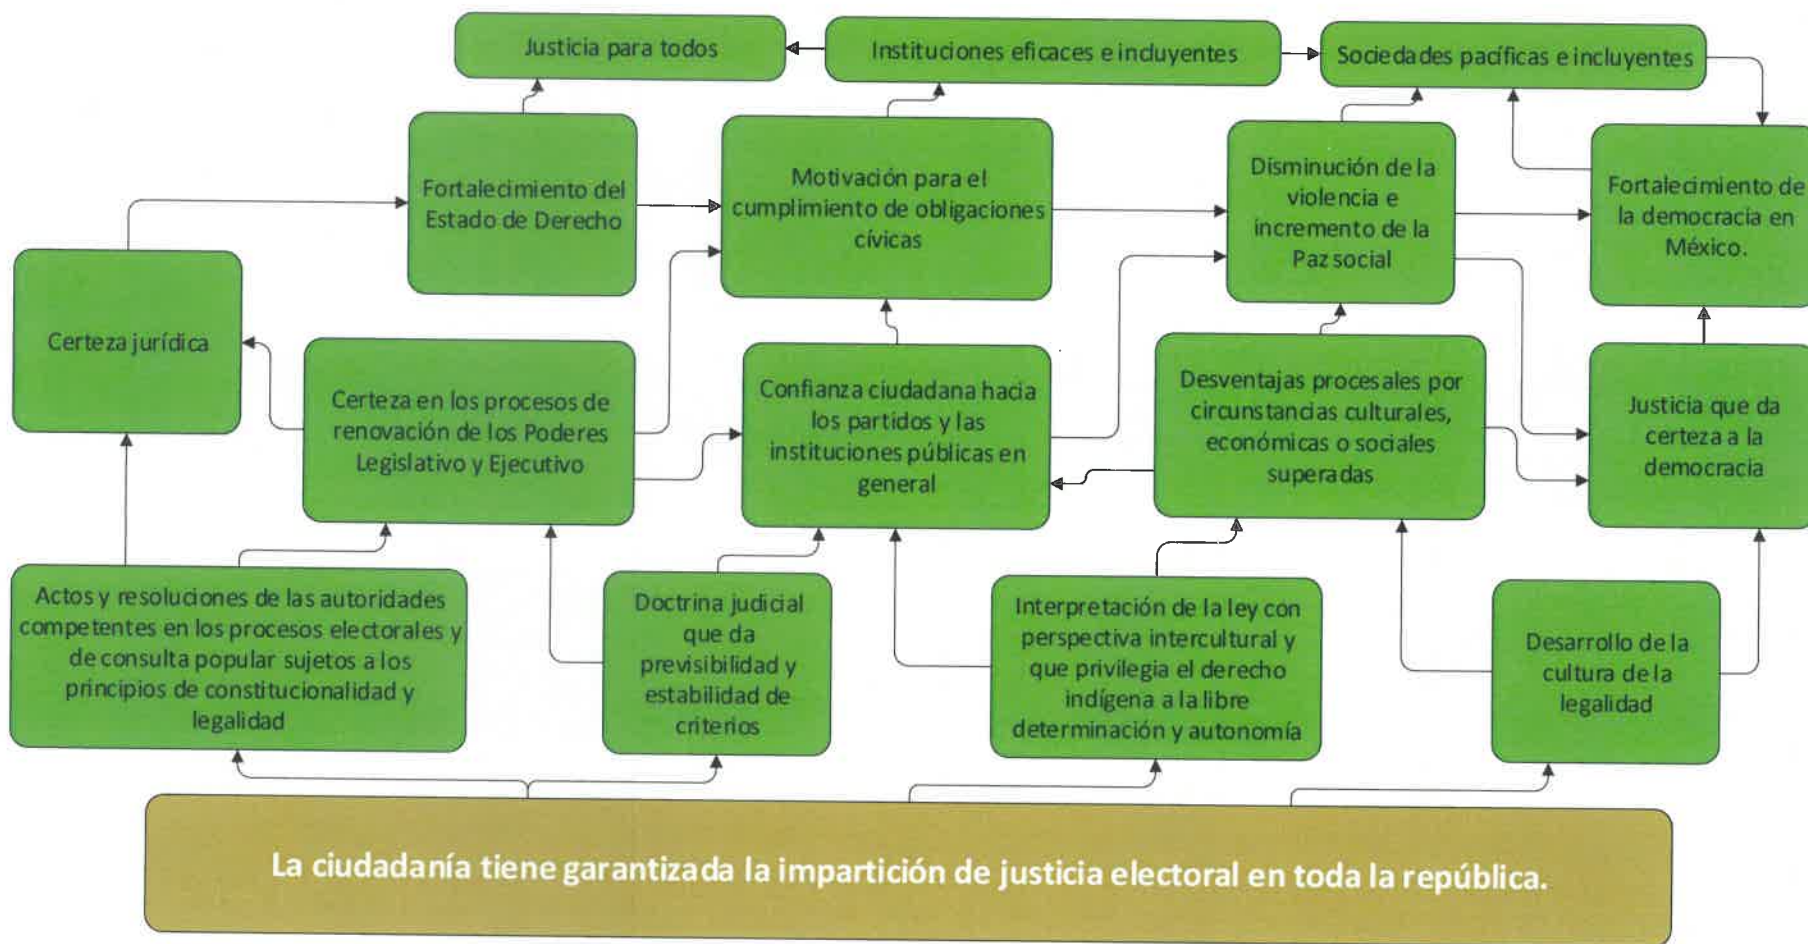 Justicia para todos
Instituciones eficaces e incluyentes
Sociedades pacíficas e incluyentes
Fortalecimiento del
Estado de Derecho
Motivación para el
cumplimiento de obligaciones
cívicas
Disminución de la
violencia e
incremento de la
Paz social
Fortalecimiento de
la democracia en
México.
Certeza jurídica
Certeza en los procesos de
renovación de los Poderes
Legislativo y Ejecutivo
Confianza ciudadana hacia
los partidos y las
instituciones públicas en
general
Desventajas procesales por
circunstancias culturales,
económicas o sociales
superadas
Justicia que da
certeza a la
democracia
Actos y resoluciones de las autoridades
competentes en los procesos electorales y
de consulta popular sujetos a los
principios de constitucionalidad y
legalidad
Doctrina judicial
que da
previsibilidad y
estabilidad de
criterios
Interpretación de la ley con
perspectiva intercultural y
que privilegia el derecho
indígena a la libre
determinación y autonomía
Desarrollo de la
cultura de la
legalidad
La ciudadanía tiene garantizada la impartición de justicia electoral en toda la república.